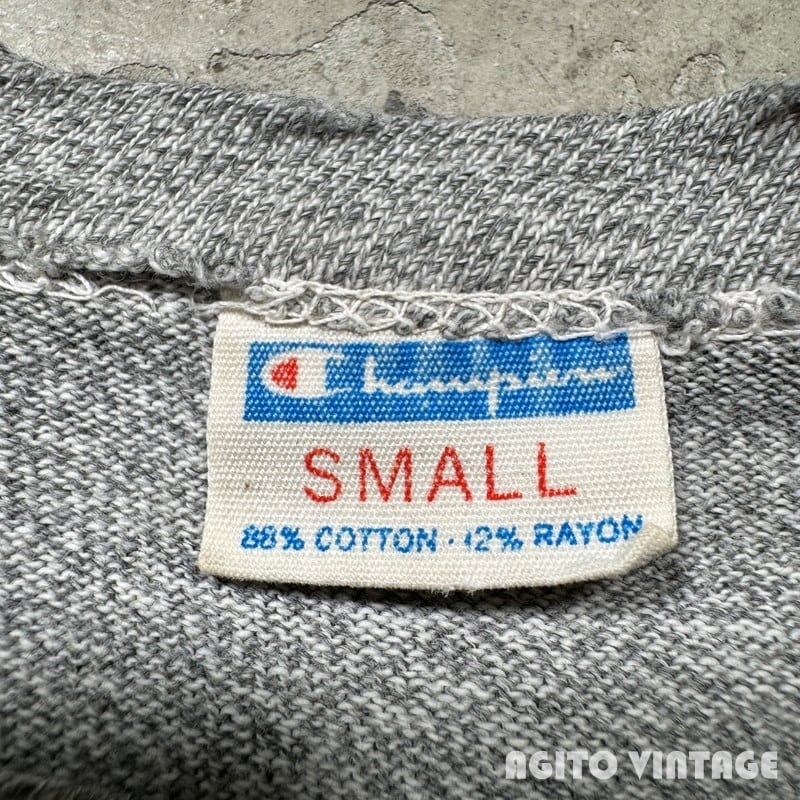 Champion
SMALL
88% COTTON · 12% RAYON
AGITO VINTAGE